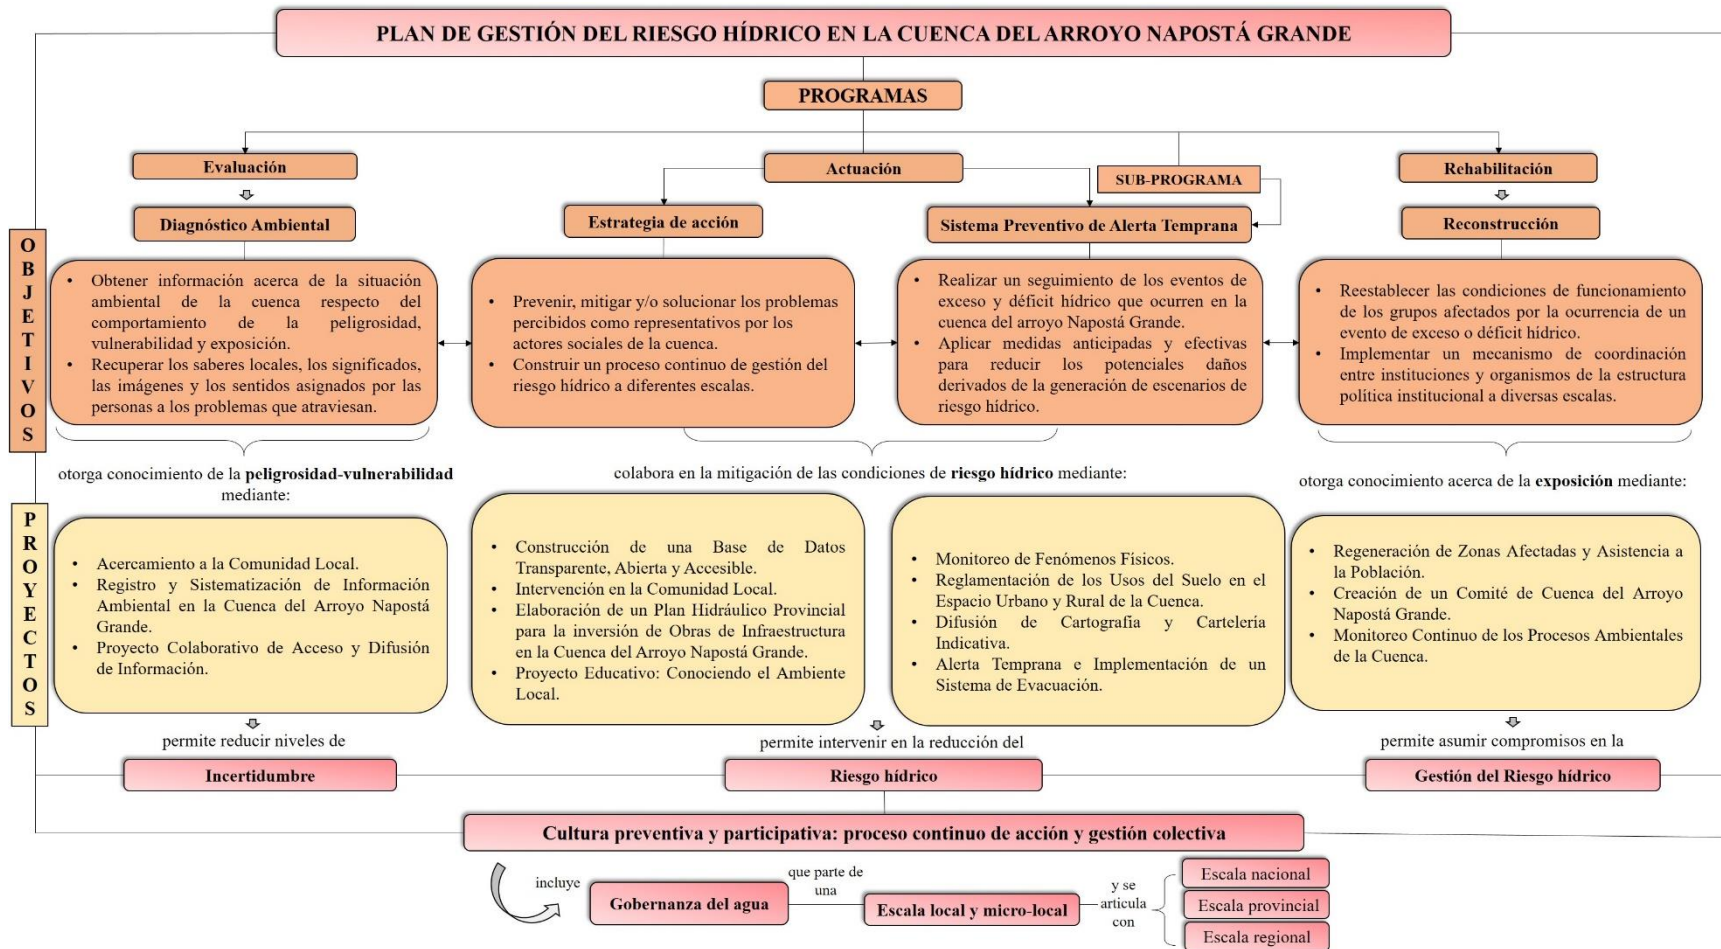 PLAN DE GESTIÓN DEL RIESGO HÍDRICO EN LA CUENCA DEL ARROYO NAPOSTÁ GRANDE
PROGRAMAS
Evaluación
Actuación
SUB-PROGRAMA
Rehabilitación
Diagnóstico Ambiental
Estrategia de acción
Sistema Preventivo de Alerta Temprana
Reconstrucción
OBJETIVOS
• Obtener información acerca de la situación
ambiental de la cuenca respecto del
comportamiento de la peligrosidad,
vulnerabilidad y exposición.
• Recuperar los saberes locales, los significados,
las imágenes y los sentidos asignados por las
personas a los problemas que atraviesan.
• Prevenir, mitigar y/o solucionar los problemas
percibidos como representativos por los
actores sociales de la cuenca.
• Construir un proceso continuo de gestión del
riesgo hídrico a diferentes escalas.
• Realizar un seguimiento de los eventos de
exceso y déficit hídrico que ocurren en la
cuenca del arroyo Napostá Grande.
• Aplicar medidas anticipadas y efectivas
para reducir los potenciales daños
derivados de la generación de escenarios de
riesgo hídrico.
• Reestablecer las condiciones de funcionamiento
de los grupos afectados por la ocurrencia de un
evento de exceso o déficit hídrico.
• Implementar un mecanismo de coordinación
entre instituciones y organismos de la estructura
política institucional a diversas escalas.
otorga conocimiento de la peligrosidad-vulnerabilidad
mediante:
colabora en la mitigación de las condiciones de riesgo hídrico mediante:
otorga conocimiento acerca de la exposición mediante:
PROYECTOS
• Acercamiento a la Comunidad Local.
• Registro y Sistematización de Información
Ambiental en la Cuenca del Arroyo Napostá
Grande.
• Proyecto Colaborativo de Acceso y Difusión
de Información.
• Construcción de una Base de Datos
Transparente, Abierta y Accesible.
• Intervención en la Comunidad Local.
• Elaboración de un Plan Hidráulico Provincial
para la inversión de Obras de Infraestructura
en la Cuenca del Arroyo Napostá Grande.
• Proyecto Educativo: Conociendo el Ambiente
Local.
• Monitoreo de Fenómenos Físicos.
• Reglamentación de los Usos del Suelo en el
Espacio Urbano y Rural de la Cuenca.
• Difusión de Cartografía y Cartelería
Indicativa.
• Alerta Temprana e Implementación de un
Sistema de Evacuación.
• Regeneración de Zonas Afectadas y Asistencia a
la Población.
• Creación de un Comité de Cuenca del Arroyo
Napostá Grande.
• Monitoreo Continuo de los Procesos Ambientales
de la Cuenca.
permite reducir niveles de
permite intervenir en la reducción del
permite asumir compromisos en la
Incertidumbre
Riesgo hídrico
Gestión del Riesgo hídrico
Cultura preventiva y participativa: proceso continuo de acción y gestión colectiva
incluye
Gobernanza del agua
que parte de
una
Escala local y micro-local
y se
articula
con
Escala nacional
Escala provincial
Escala regional